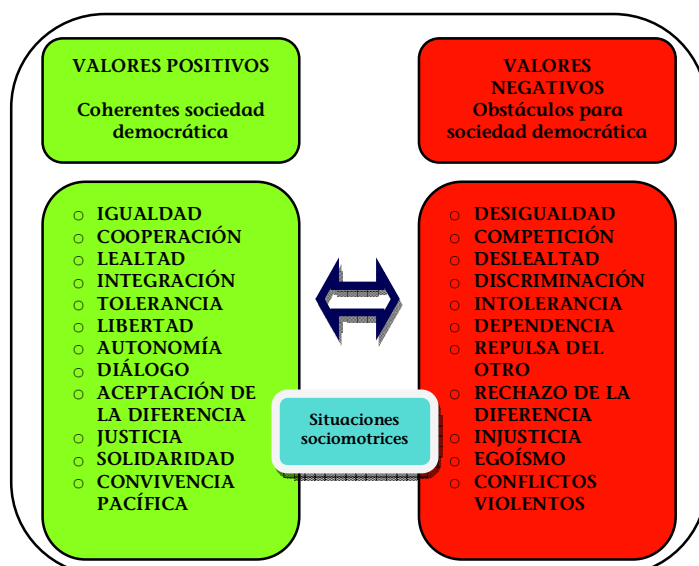 VALORES POSITIVOS
Coherentes sociedad
democrática
VALORES
NEGATIVOS
Obstáculos para
sociedad democrática
o IGUALDAD
o COOPERACIÓN
o LEALTAD
o INTEGRACIÓN
o TOLERANCIA
o LIBERTAD
o AUTONOMÍA
o DIÁLOGO
o ACEPTACIÓN DE
LA DIFERENCIA
o JUSTICIA
o SOLIDARIDAD
o CONVIVENCIA
PACÍFICA
Situaciones
sociomotrices
o DESIGUALDAD
o COMPETICIÓN
o DESLEALTAD
o DISCRIMINACIÓN
o INTOLERANCIA
o DEPENDENCIA
o REPULSA DEL
OTRO
o RECHAZO DE LA
DIFERENCIA
o INJUSTICIA
o EGOÍSMO
o CONFLICTOS
VIOLENTOS